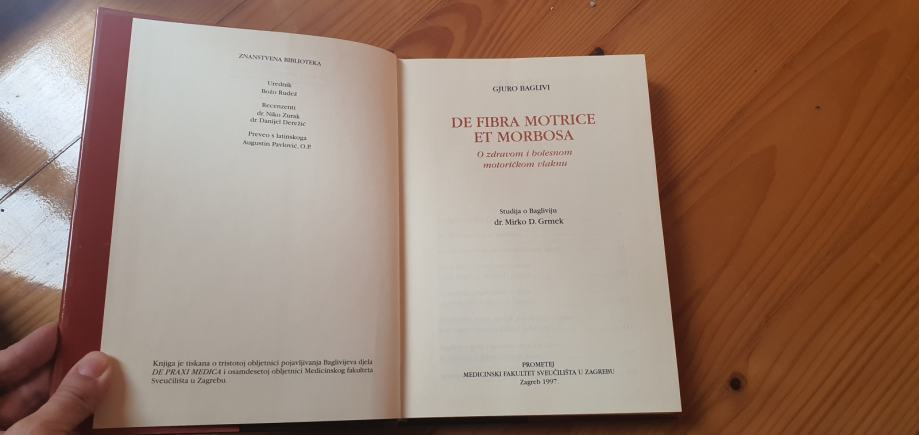 ZNANSTVENA BIBLIOTEKA
Urednik
Božo Rudež
Recenzenti
dr. Niko Zurak
dr. Danijel Derežić
Preveo s latinskoga
Augustin Pavlović, O.P.
Knjiga je tiskana o tristotoj obljetnici pojavljivanja Baglivijeva djela
DE PRAXI MEDICA i osamdesetoj obljetnici Medicinskog fakulteta
Sveučilišta u Zagrebu.
GJURO BAGLIVI
DE FIBRA MOTRICE
ET MORBOSA
O zdravom i bolesnom
motoričkom vlaknu
Studija o Bagliviju
dr. Mirko D. Grmek
PROMETEJ
MEDICINSKI FAKULTET SVEUČILIŠTA U ZAGREBU
Zagreb 1997.